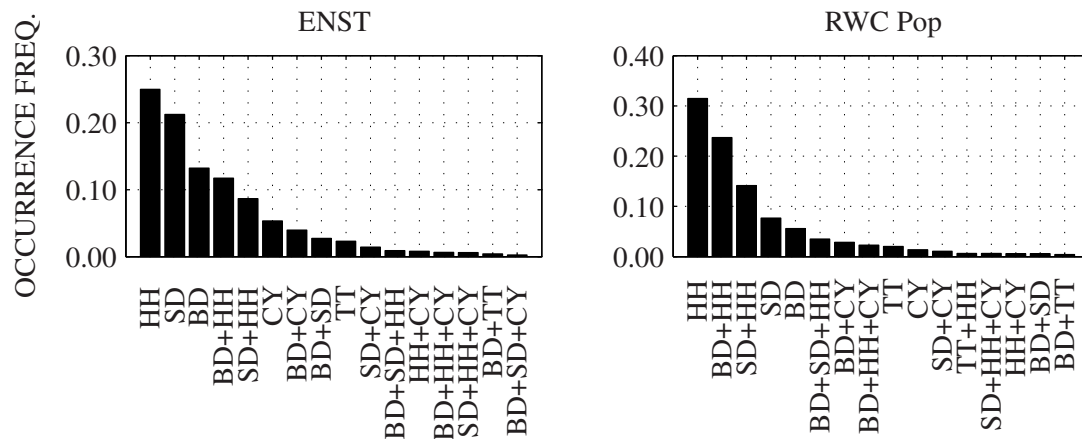 ENST
OCCURRENCE FREQ.
0.30
0.20
0.10
0.00
HH
SD
BD
BD+HH
SD+HH
CY
BD+CY
BD+SD
TT
SD+CY
BD+SD+HH
HH+CY
BD+HH+CY
SD+HH+CY
BD+TT
BD+SD+CY
RWC Pop
0.40
0.30
0.20
0.10
0.00
HH
BD+HH
SD+HH
SD
BD
BD+SD+HH
BD+CY
BD+HH+CY
TT
CY
SD+CY
TT+HH
SD+HH+CY
HH+CY
BD+SD
BD+TT